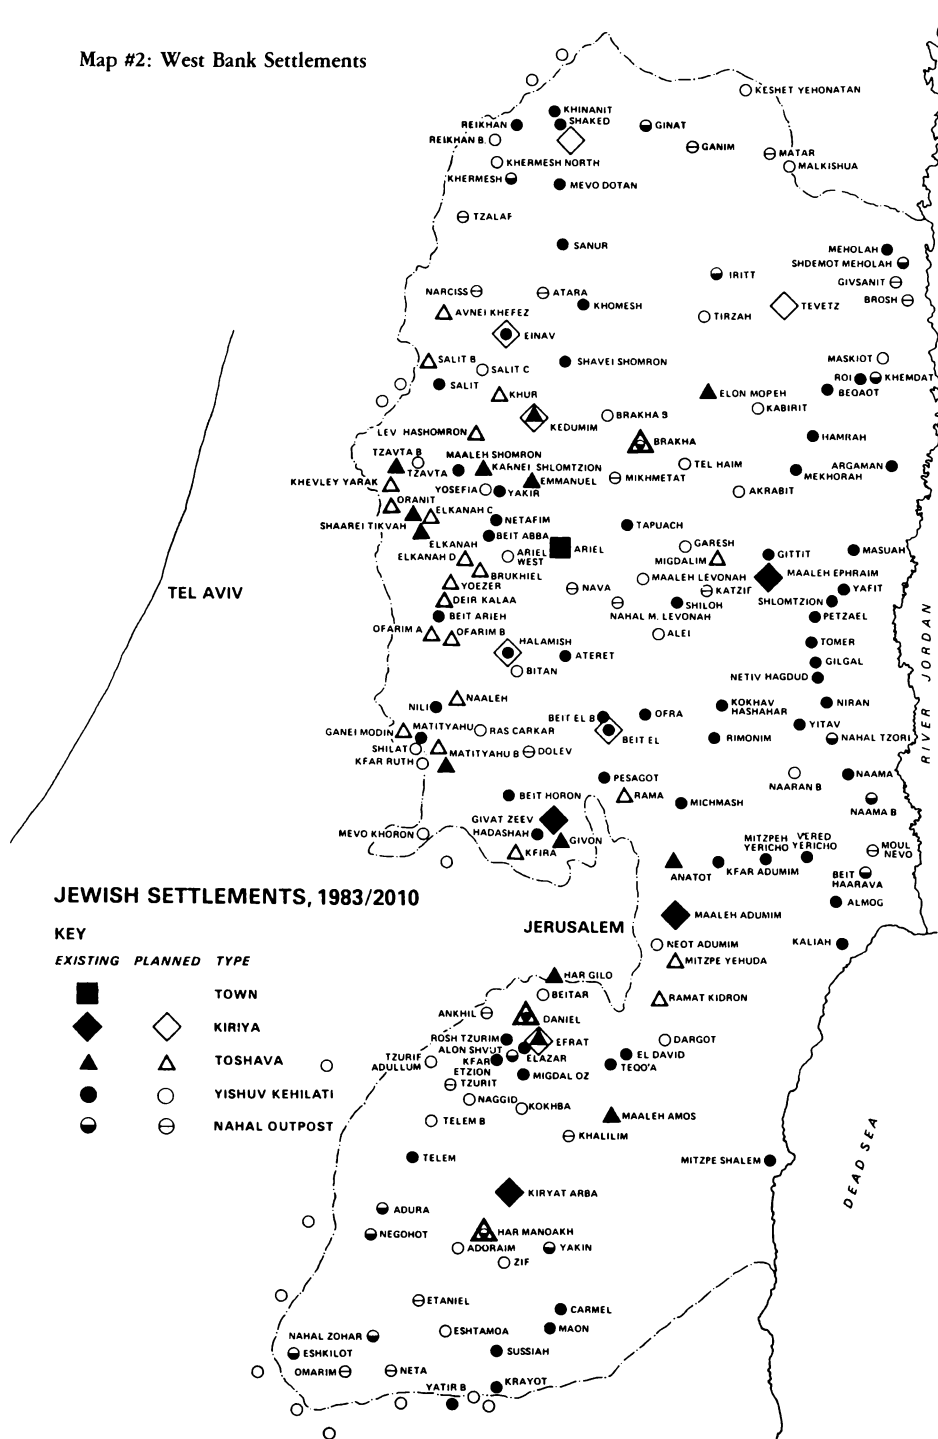 Map #2: West Bank Settlements
KESHET YEHONATAN
KHINANIT
REIKHAN
SHAKED
GINAT
REIKHAN B.
GANIM
MATAR
KHERMESH NORTH
MALKISHUA
KHERMESH
MEVO DOTAN
TZALAF
SANUR
MEHOLAH
SHDEMOT MEHOLAH
IRITT
GIVSANIT
NARCISS
ATARA
BROSH
KHOMESH
TEVETZ
AVNEI KHEFEZ
TIRZAH
EINAV
SALIT B
SHAVEI SHOMRON
MASKIOT
SALIT C
ROI
KHEMDAT
SALIT
BEQAOT
KHUR
ELON MOPEH
KABIRIT
BRAKHA B
KEDUMIM
LEV HASHOMRON
BRAKHA
HAMRAH
TZAVTA B
MAALEH SHOMRON
TZAVTA
KARNEI SHLOMTZION
TEL HAIM
ARGAMAN
MEKHORAH
KHEVLEY YARAK
EMMANUEL
MIKHMETAT
YOSEFIA
YAKIR
AKRABIT
ORANIT
ELKANAH C
SHAAREI TIKVAH
NETAFIM
TAPUACH
BEIT ABBA
ELKANAH
ELKANAH D
ARIEL
WEST
ARIEL
GARESH
MIGDALIM
GITTIT
MASUAH
BRUKHIEL
MAALEH LEVONAH
MAALEH EPHRAIM
TEL AVIV
YOEZER
NAVA
KATZIR
YAFIT
DEIR KALAA
SHILOH
SHLOMTZION
BEIT ARIEH
NAHAL M. LEVONAH
PETZAEL
OFARIM A
OFARIM B
ALEI
HALAMISH
TOMER
ATERET
GILGAL
BITAN
NETIV HAGDUD
RIVER JORDAN
NAALEH
NILI
KOKHAV
HASHAHAR
NIRAN
BEIT EL B
OFRA
GANEI MODIN
MATITYAHU
RAS CARKAR
YITAV
BEIT EL
RIMONIM
NAHAL TZORI
SHILAT
MATITYAHU B
DOLEV
KFAR RUTH
PESAGOT
NAARAN B
NAAMA
BEIT HORON
RAMA
MICHMASH
NAAMA B
GIVAT ZEEV
MEVO KHORON
HADASHAH
GIVON
MITZPEH
YERICHO
VERED
YERICHO
KFIRA
MOUL
NEVO
ANATOT
KFAR ADUMIM
BEIT
HAARAVA
JEWISH SETTLEMENTS, 1983/2010
ALMOG
MAALEH ADUMIM
JERUSALEM
KEY
NEOT ADUMIM
KALIAH
EXISTING PLANNED TYPE
MITZPE YEHUDA
HAR GILO
TOWN
BEITAR
RAMAT KIDRON
ANKHIL
DANIEL
KIRIYA
ROSH TZURIM
EFRAT
DARGOT
ALON SHVUT
EL DAVID
TOSHAVA
TZURIF
ADULLUM
KFAR
ETZION
ELAZAR
TEQO'A
MIGDAL OZ
TZURIT
YISHUV KEHILATI
NAGGID
KOKHBA
TELEM B
MAALEH AMOS
NAHAL OUTPOST
KHALILIM
TELEM
MITZPE SHALEM
DEAD SEA
KIRYAT ARBA
ADURA
NEGOHOT
HAR MANOAKH
ADORAIM
YAKIN
ZIF
ETANIEL
CARMEL
NAHAL ZOHAR
ESHTAMOA
MAON
ESHKILOT
SUSSIAH
OMARIM
NETA
YATIR B
KRAYOT